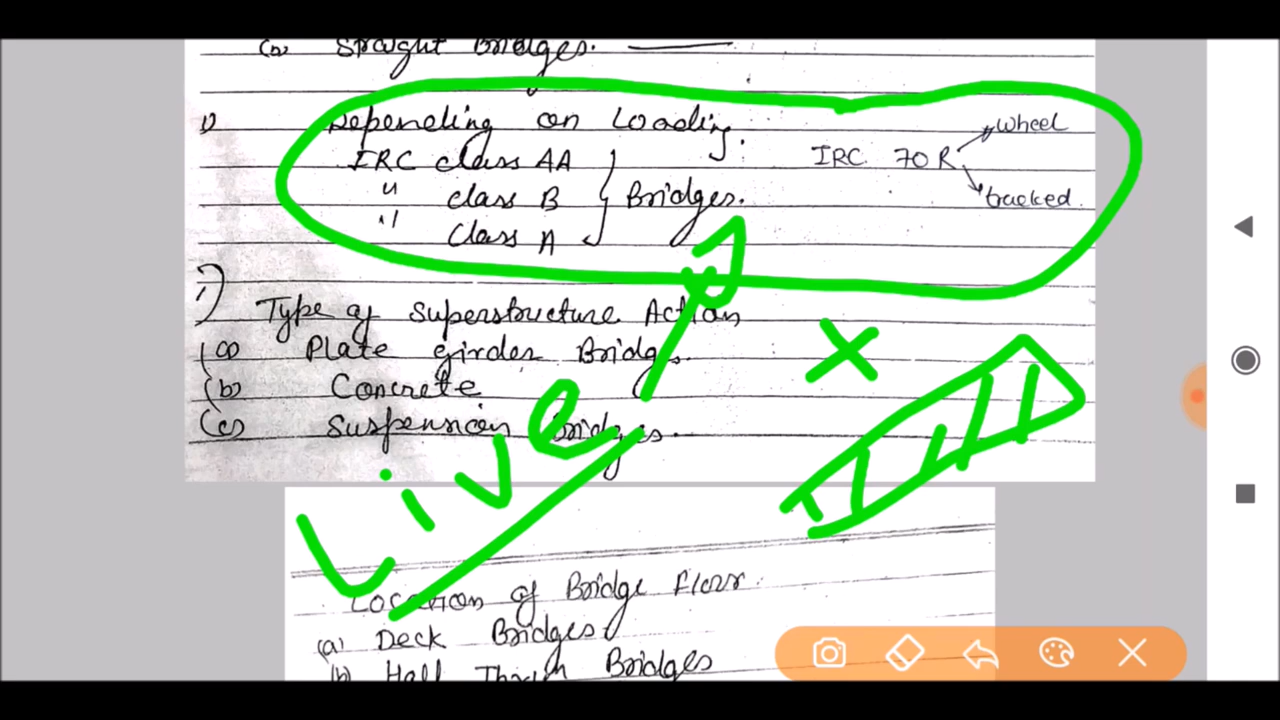 (a) Straight Bridges.
Depending on Loading.
IRC class AA
" class B } Bridges.
" class A
IRC 70 R
wheel
tracked.
Type of Superstructure Action
(a) Plate girder Bridges.
(b) Concrete
(c) Suspension Bridges.
Live
Location of Bridge Floor.
(a) Deck Bridges
(b) Half Through Bridges